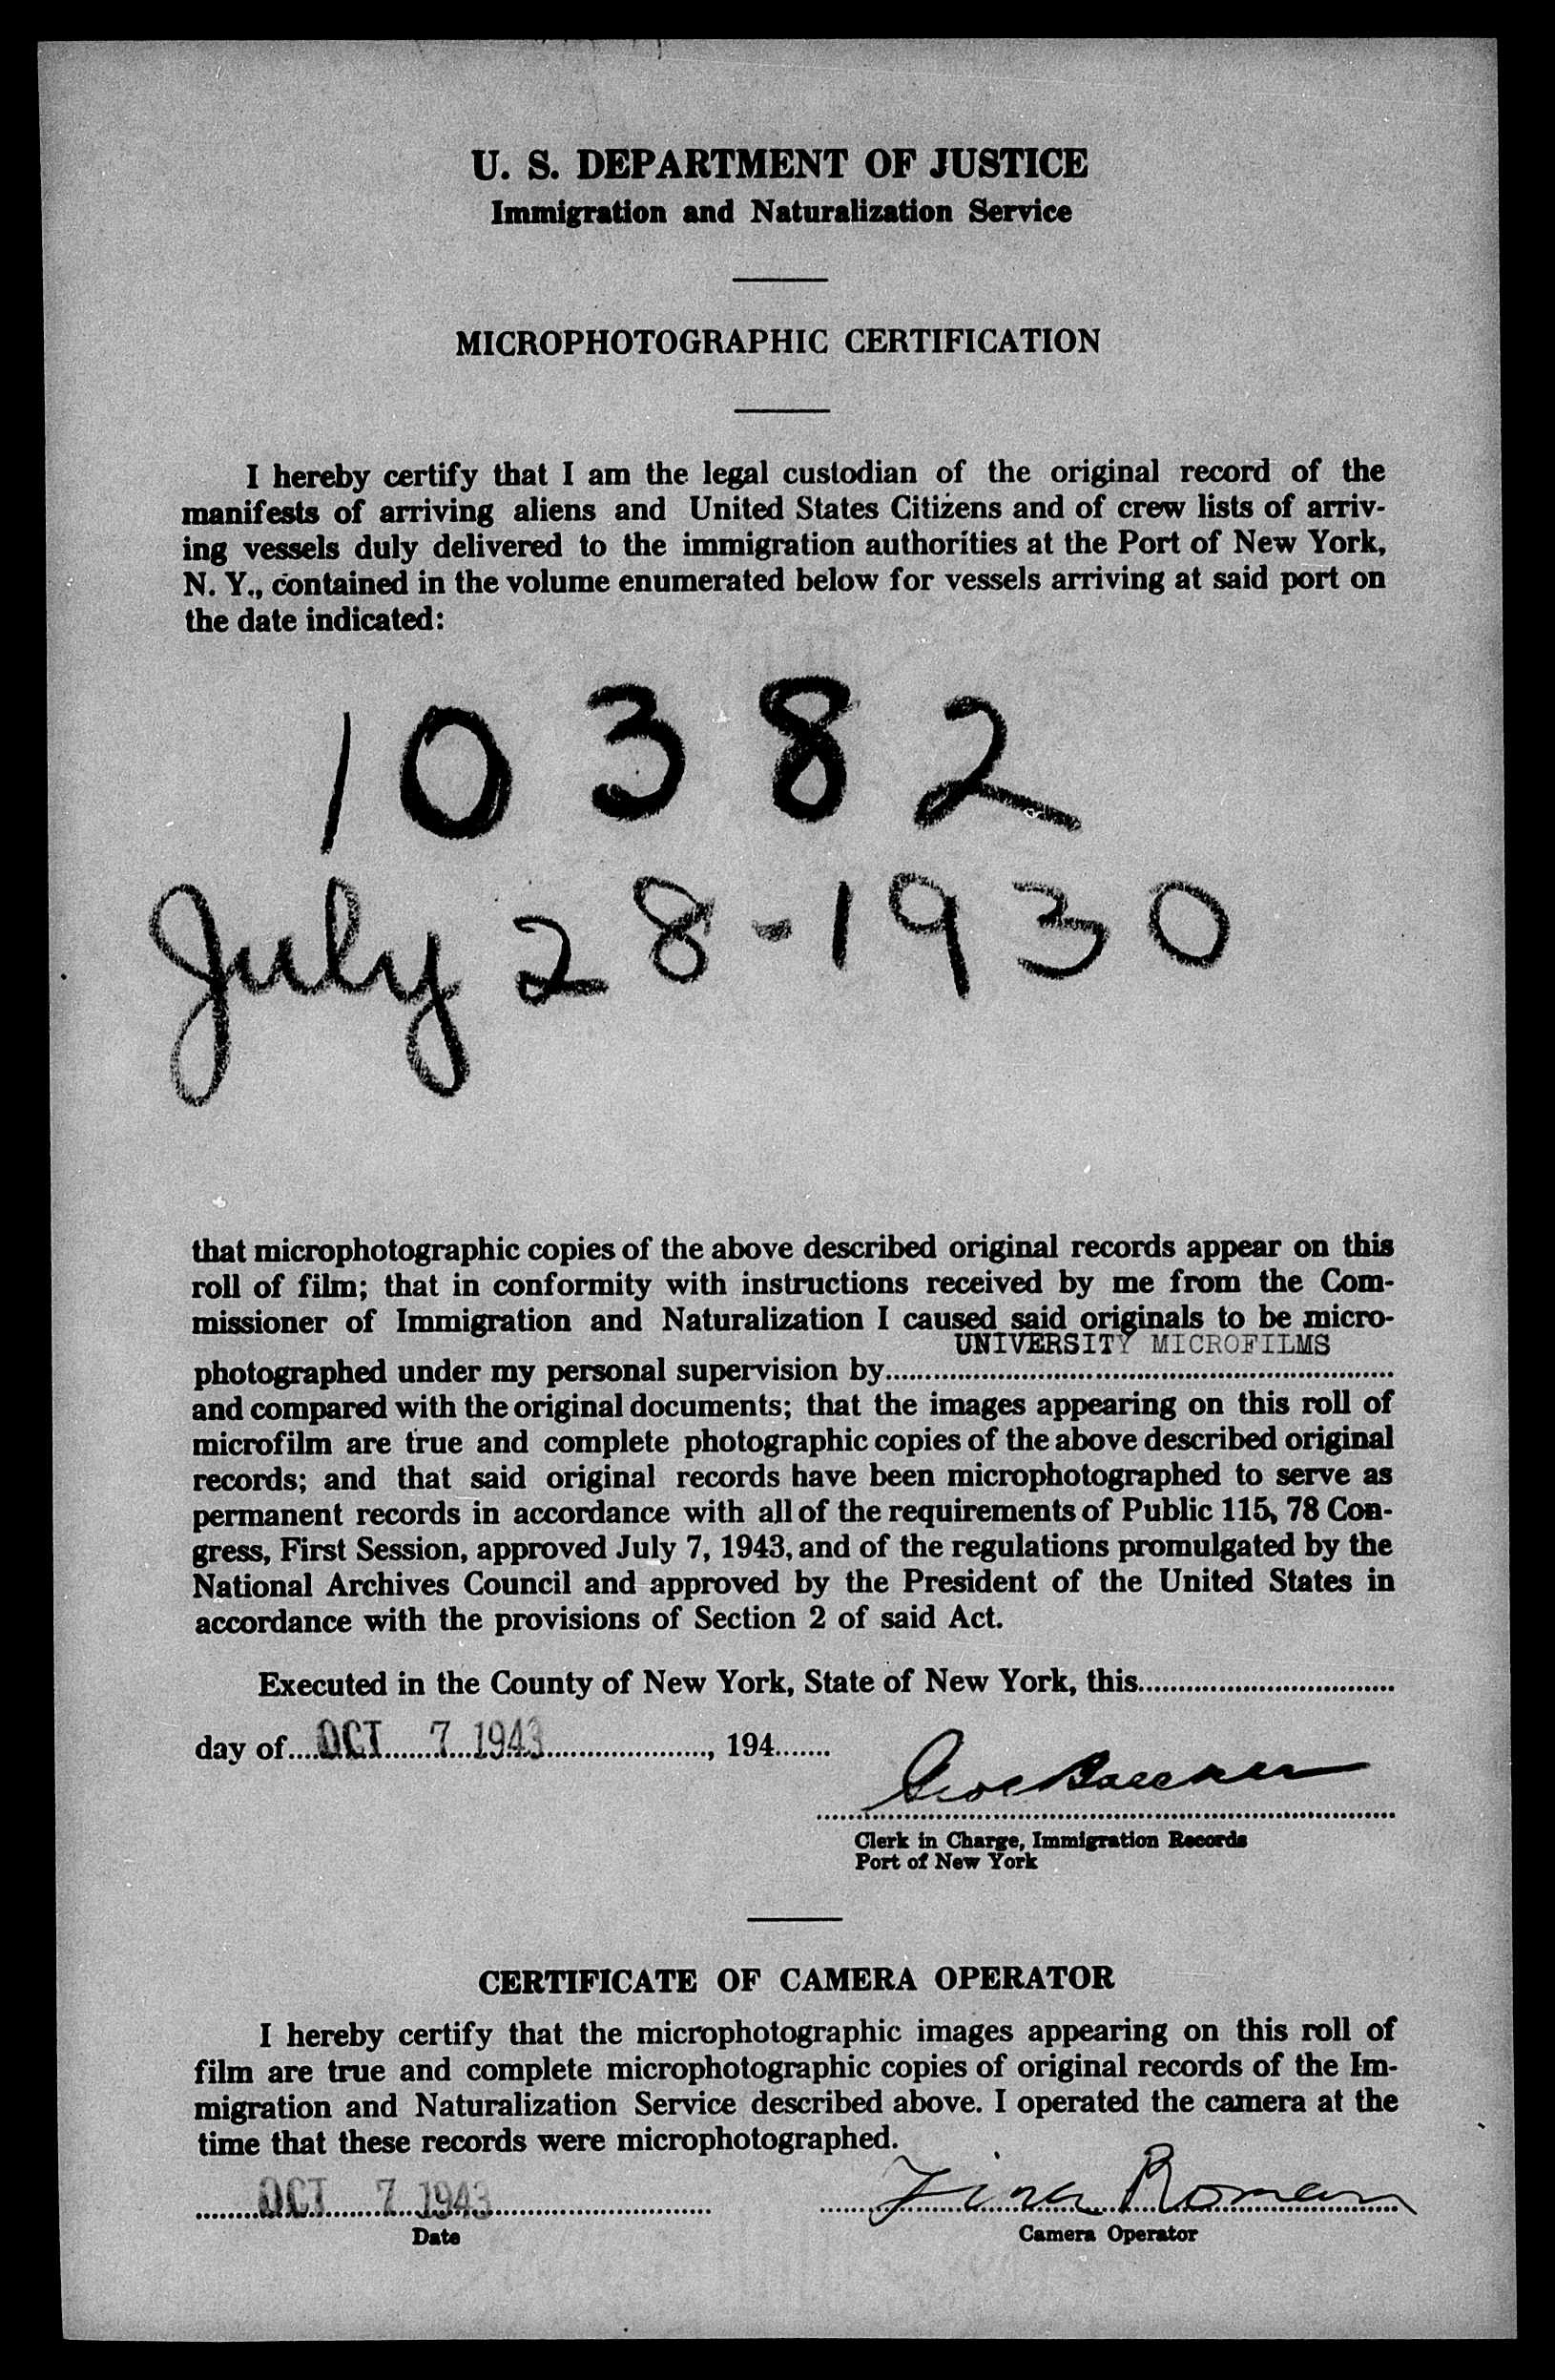 U. S. DEPARTMENT OF JUSTICE
Immigration and Naturalization Service
MICROPHOTOGRAPHIC CERTIFICATION
I hereby certify that I am the legal custodian of the original record of the
manifests of arriving aliens and United States Citizens and of crew lists of arriv-
ing vessels duly delivered to the immigration authorities at the Port of New York,
N. Y., contained in the volume enumerated below for vessels arriving at said port on
the date indicated:
10382
July 28-1930
that microphotographic copies of the above described original records appear on this
roll of film; that in conformity with instructions received by me from the Com-
missioner of Immigration and Naturalization I caused said originals to be micro-
UNIVERSITY MICROFILMS
photographed under my personal supervision by
and compared with the original documents; that the images appearing on this roll of
microfilm are true and complete photographic copies of the above described original
records; and that said original records have been microphotographed to serve as
permanent records in accordance with all of the requirements of Public 115, 78 Con-
gress, First Session, approved July 7, 1943, and of the regulations promulgated by the
National Archives Council and approved by the President of the United States in
accordance with the provisions of Section 2 of said Act.
Executed in the County of New York, State of New York, this
day of OCT 7 1943, 194
Clerk in Charge, Immigration Records
Port of New York
CERTIFICATE OF CAMERA OPERATOR
I hereby certify that the microphotographic images appearing on this roll of
film are true and complete microphotographic copies of original records of the Im-
migration and Naturalization Service described above. I operated the camera at the
time that these records were microphotographed.
OCT 7 1943 Roman
Date Camera Operator